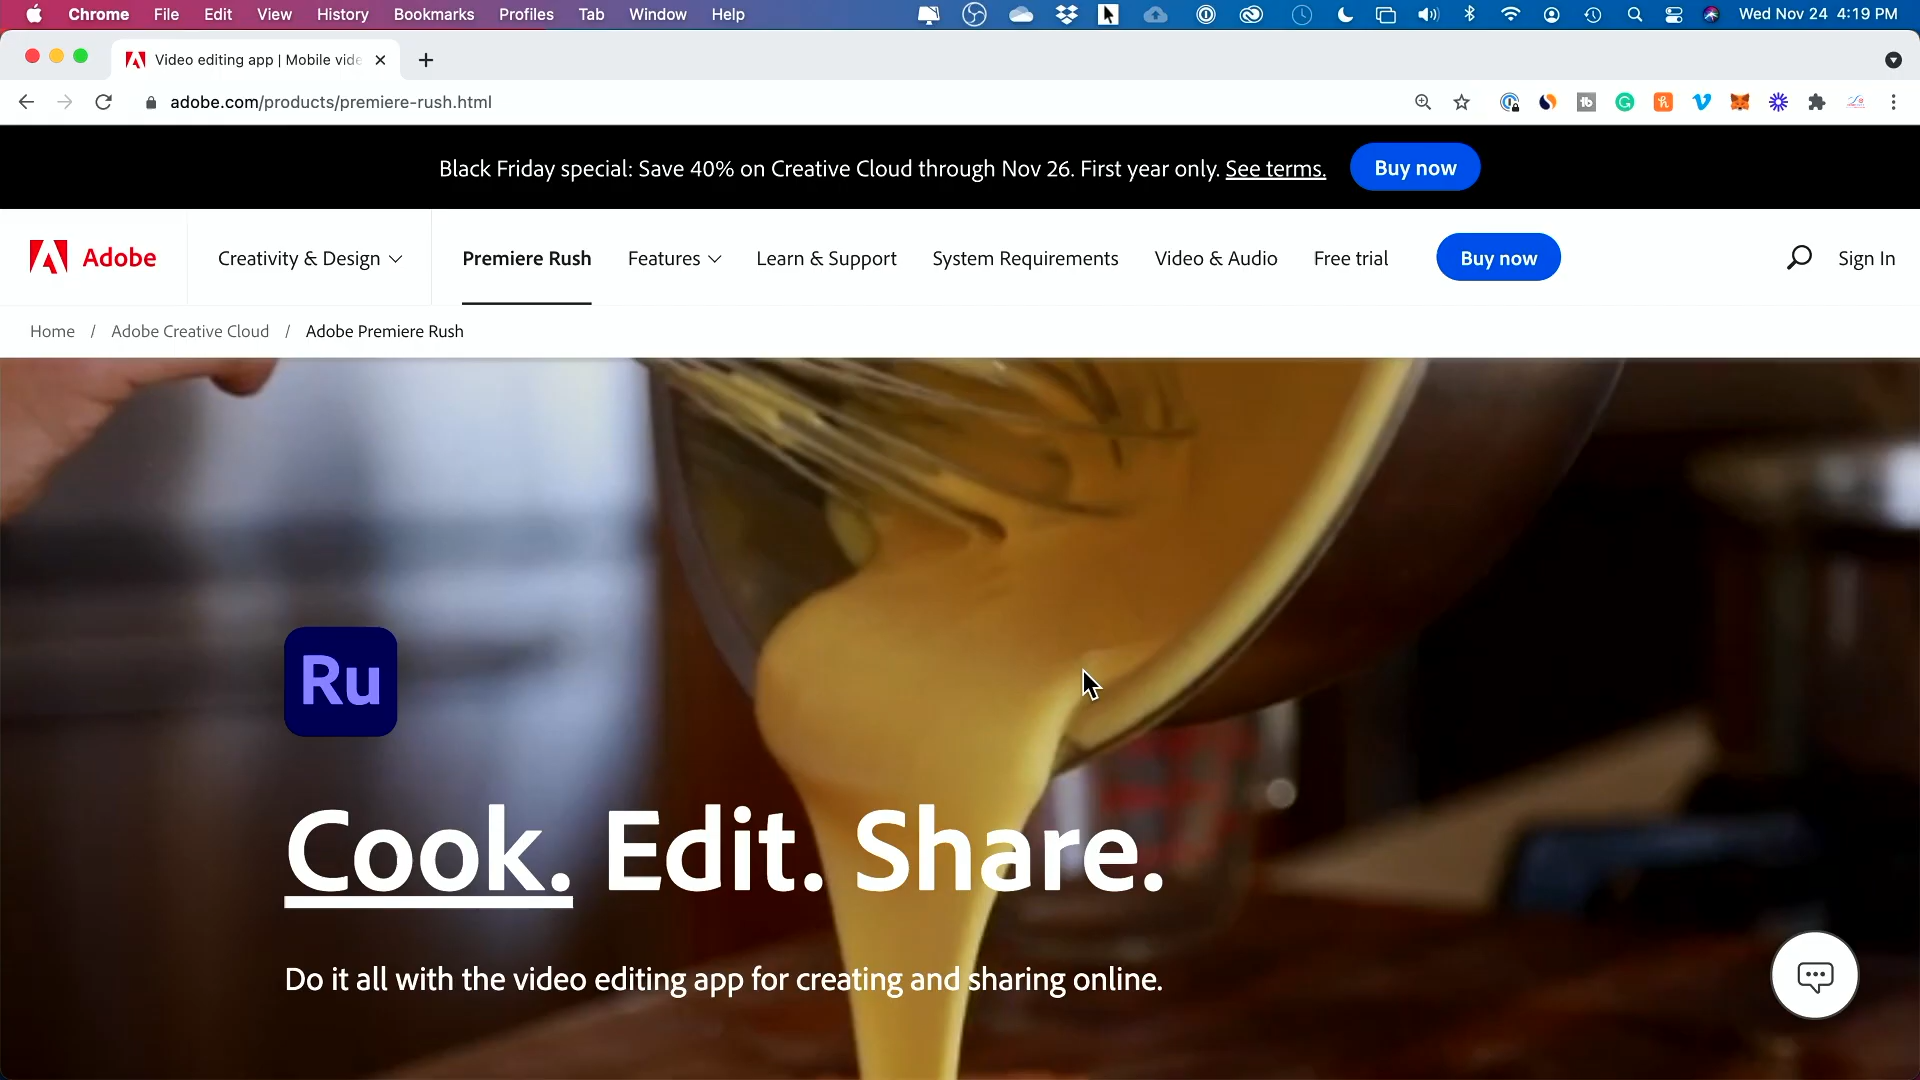 Chrome File Edit View History Bookmarks Profiles Tab Window Help Wed Nov 24 4:19 PM
Video editing app | Mobile vide
adobe.com/products/premiere-rush.html
Black Friday special: Save 40% on Creative Cloud through Nov 26. First year only. See terms. Buy now
Adobe Creativity & Design Premiere Rush Features Learn & Support System Requirements Video & Audio Free trial Buy now Sign In
Home / Adobe Creative Cloud / Adobe Premiere Rush
Ru
Cook. Edit. Share.
Do it all with the video editing app for creating and sharing online.